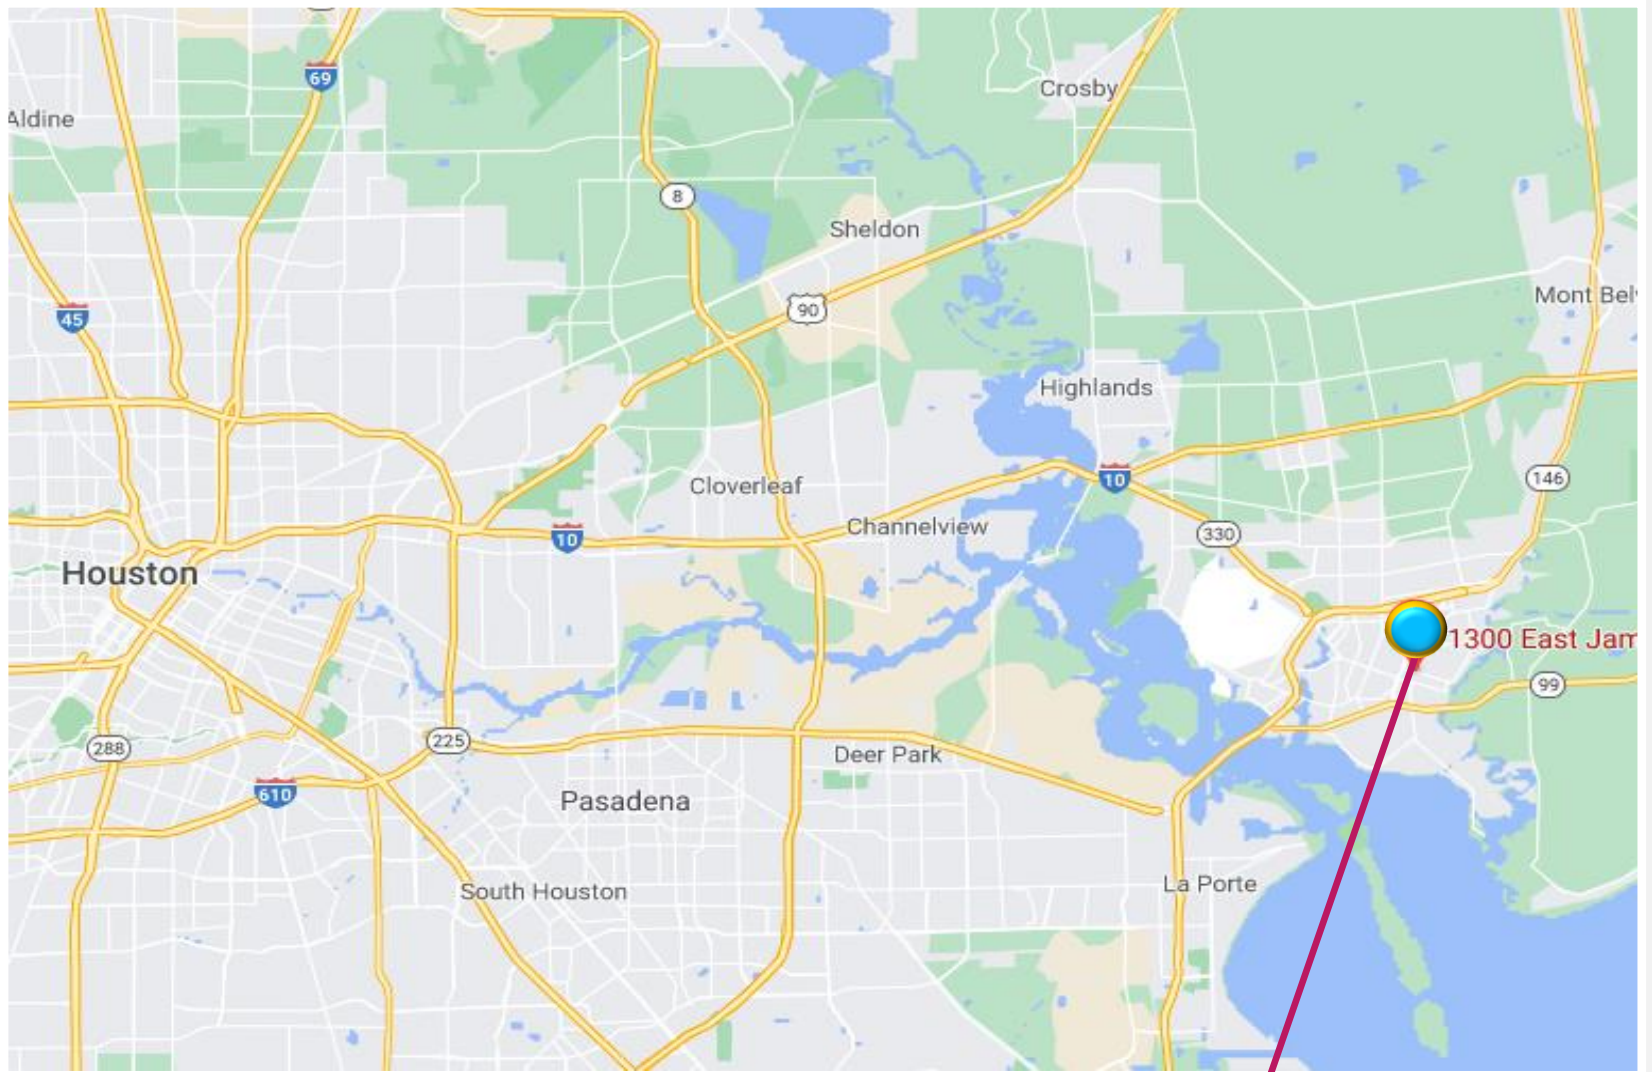 69
Crosby
Aldine
8
Sheldon
Mont Belv
90
45
Highlands
146
Cloverleaf
10
Channelview
330
10
Houston
1300 East Jam
99
225
288
Deer Park
610
Pasadena
La Porte
South Houston